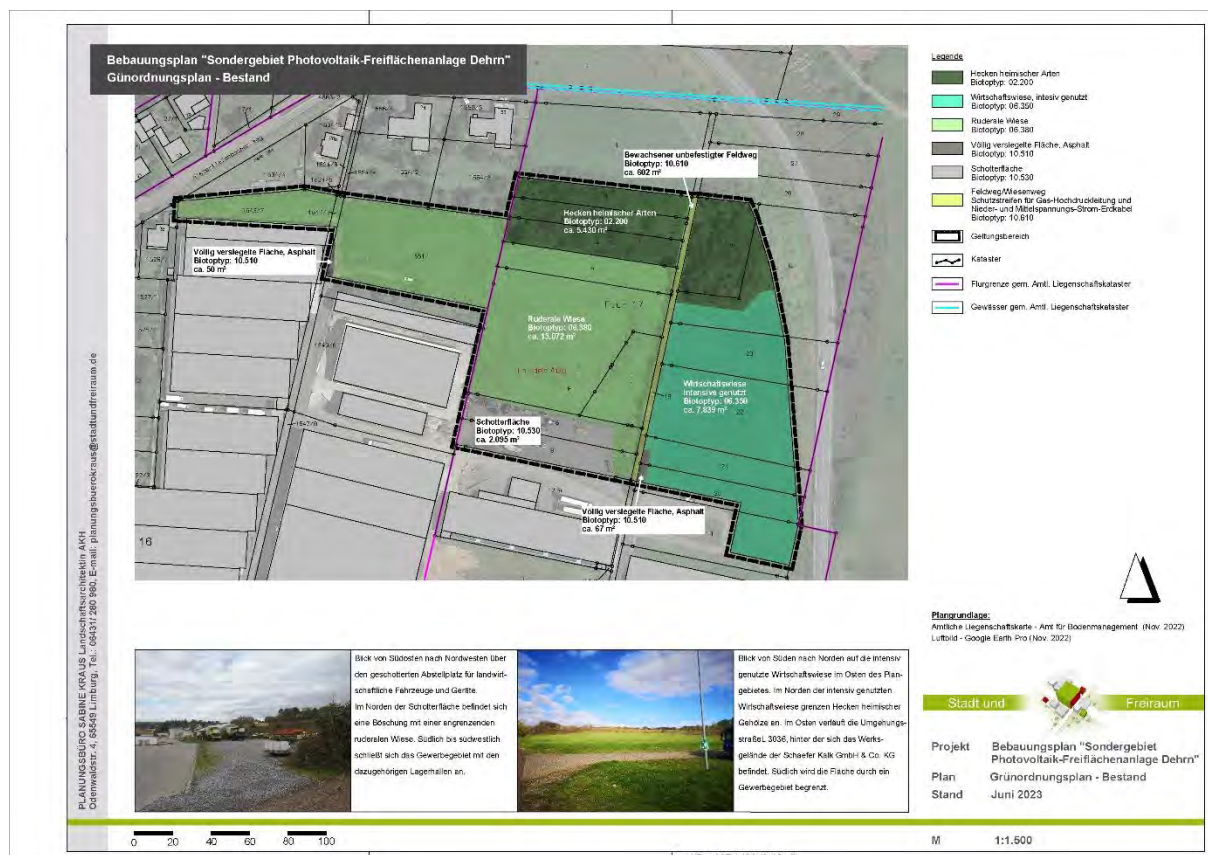 Bebauungsplan "Sondergebiet Photovoltaik-Freiflächenanlage Dehrn"
Günordnungsplan - Bestand
Bewachsener unbefestigter Feldweg
Biotoptyp: 10.610
ca. 602 m²
Hecken heimischer Arten
Biotoptyp: 02.200
ca. 5.430 m²
Völlig versiegelte Fläche, Asphalt
Biotoptyp: 10.510
ca. 50 m²
Ruderale Wiese
Biotoptyp: 06.380
ca. 15.072 m²
Wirtschaftswiese
intensive genutzt
Biotoptyp: 06.350
ca. 7.839 m²
Schotterfläche
Biotoptyp: 10.530
ca. 2.095 m²
Völlig versiegelte Fläche, Asphalt
Biotoptyp: 10.510
ca. 67 m²
16
Legende
Hecken heimischer Arten
Biotoptyp: 02.200
Wirtschaftswiese, intesiv genutzt
Biotoptyp: 06.350
Ruderale Wiese
Biotoptyp: 06.380
Völlig versiegelte Fläche, Asphalt
Biotoptyp: 10.510
Schotterfläche
Biotoptyp: 10.530
Feldweg/Wiesenweg
Schutzstreifen für Gas-Hochdruckleitung und
Nieder- und Mittelspannungs-Strom-Erdkabel
Biotoptyp: 10.610
Geltungsbereich
Kataster
Flurgrenze gem. Amtl. Liegenschaftskataster
Gewässer gem. Amtl. Liegenschaftskataster
Plangrundlage:
Amtliche Liegenschaftskarte - Amt für Bodenmanagement (Nov. 2022)
Luftbild - Google Earth Pro (Nov. 2022)
Blick von Südosten nach Nordwesten über
den geschotterten Abstellplatz für landwirt-
schaftliche Fahrzeuge und Geräte.
Im Norden der Schotterfläche befindet sich
eine Böschung mit einer angrenzenden
ruderalen Wiese. Südlich bis südwestlich
schließt sich das Gewerbegebiet mit den
dazugehörigen Lagerhallen an.
Blick von Süden nach Norden auf die intensiv
genutzte Wirtschaftswiese im Osten des Plan-
gebietes. Im Norden der intensiv genutzten
Wirtschaftswiese grenzen Hecken heimischer
Gehölze an. Im Osten verläuft die Umgehungs-
straßeL 3036, hinter der sich das Werks-
gelände der Schaefer Kalk GmbH & Co. KG
befindet. Südlich wird die Fläche durch ein
Gewerbegebiet begrenzt.
Stadt und Freiraum
Projekt Bebauungsplan "Sondergebiet
Photovoltaik-Freiflächenanlage Dehrn"
Plan Grünordnungsplan - Bestand
Stand Juni 2023
M 1:1.500
0 20 40 60 80 100
PLANUNGSBÜRO SABINE KRAUS Landschaftsarchitektin AKH
Odenwaldstr. 4, 65549 Limburg, Tel.: 06431/ 280 980, E-mail: planungsbuerokraus@stadtundfreiraum.de